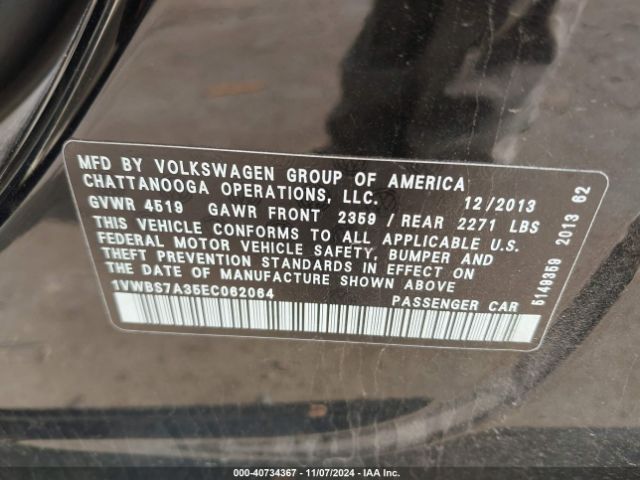 MFD BY VOLKSWAGEN GROUP OF AMERICA
CHATTANOOGA OPERATIONS, LLC. 12/2013
GVWR 4519 GAWR FRONT 2359 / REAR 2271 LBS
THIS VEHICLE CONFORMS TO ALL APPLICABLE U.S.
FEDERAL MOTOR VEHICLE SAFETY, BUMPER AND
THEFT PREVENTION STANDARDS IN EFFECT ON
THE DATE OF MANUFACTURE SHOWN ABOVE
1VWBS7A35EC062064 PASSENGER CAR
6149359 2013 62
000-40734367 - 11/07/2024 - IAA Inc.